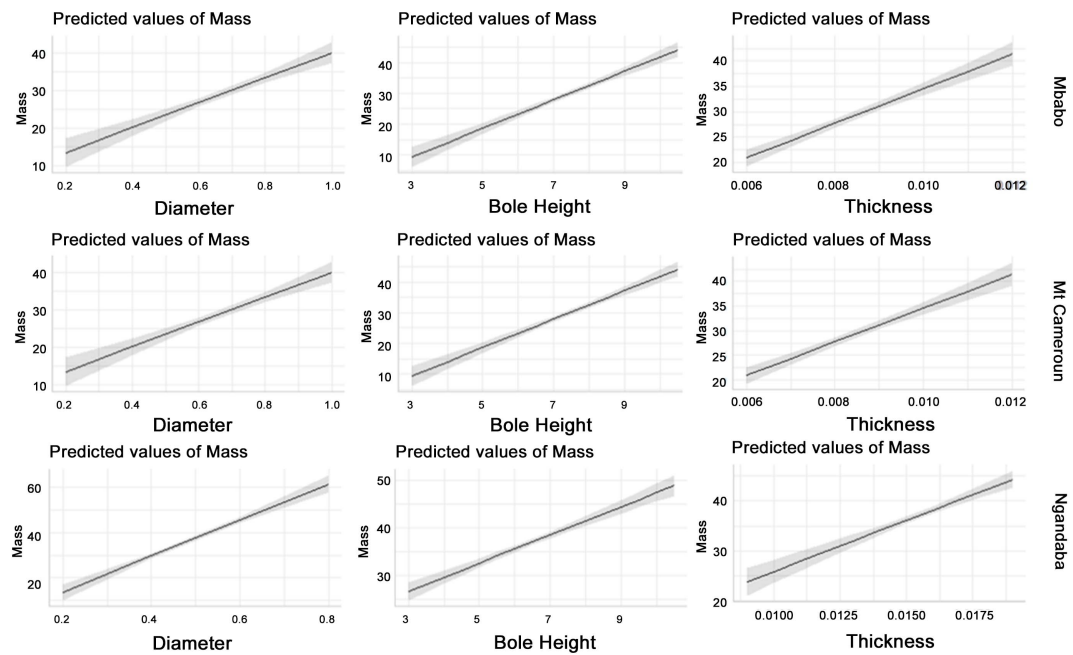 Predicted values of Mass
Predicted values of Mass
Predicted values of Mass
Mass
40
30
20
10
0.2
0.4
0.6
0.8
1.0
Diameter
Mass
40
30
20
10
3
5
7
9
Bole Height
Mass
40
35
30
25
20
0.006
0.008
0.010
0.012
Thickness
Mbabo
Predicted values of Mass
Predicted values of Mass
Predicted values of Mass
Mass
40
30
20
10
0.2
0.4
0.6
0.8
1.0
Diameter
Mass
40
30
20
10
3
5
7
9
Bole Height
Mass
40
35
30
25
20
0.006
0.008
0.010
0.012
Thickness
Mt Cameroun
Predicted values of Mass
Predicted values of Mass
Predicted values of Mass
Mass
60
40
20
0.2
0.4
0.6
0.8
Diameter
Mass
50
40
30
3
5
7
9
Bole Height
Mass
40
30
20
0.0100
0.0125
0.0150
0.0175
Thickness
Ngandaba